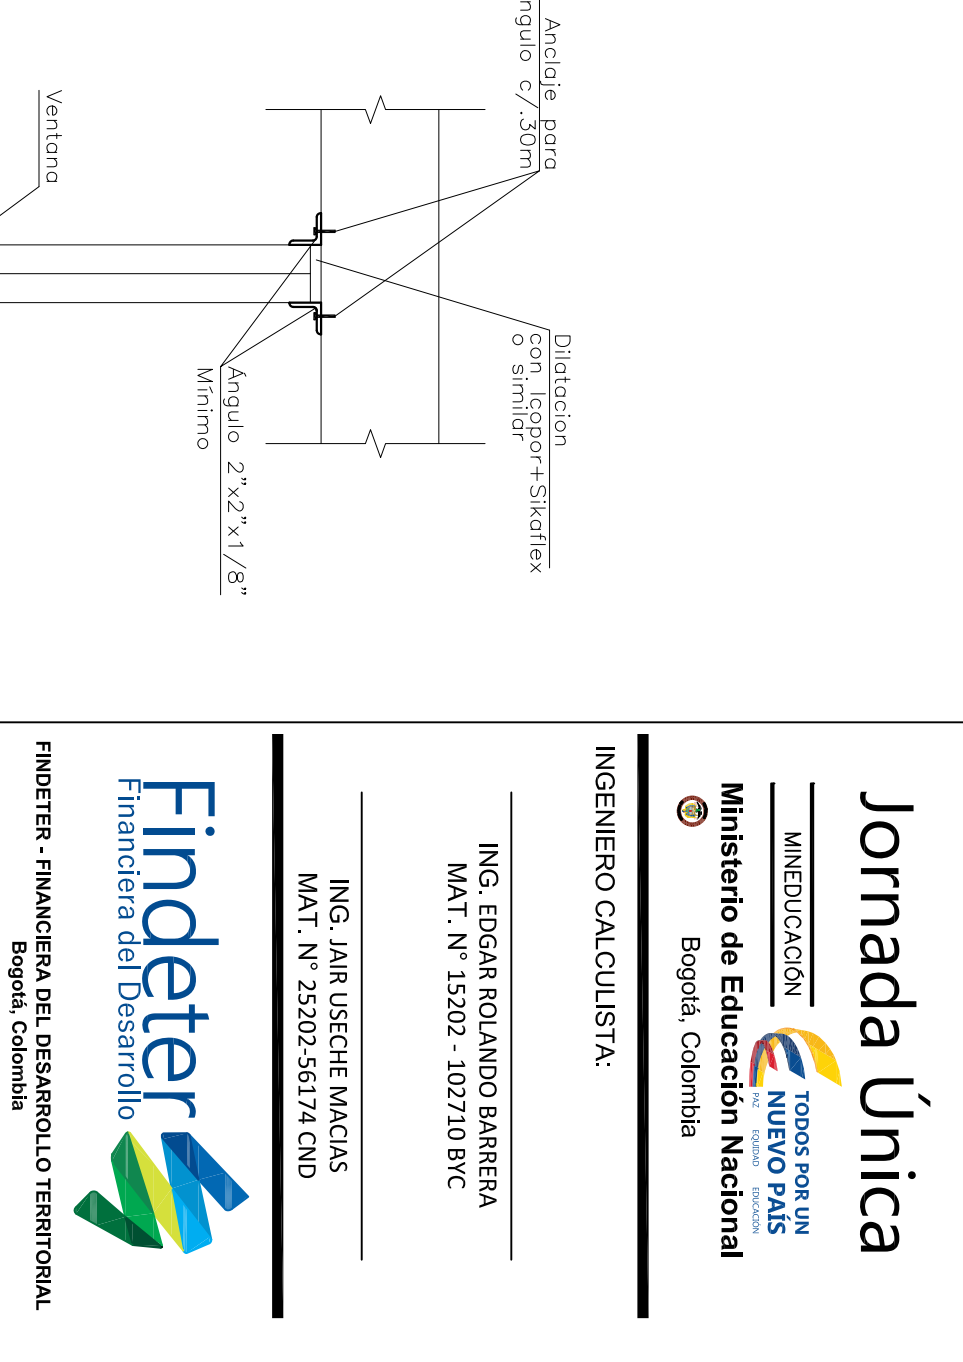 Anclaje para
ngulo c/.30m
Ventana
Dilatacion
con Icopor+Sikaflex
o similar
Ángulo 2"x2"x1/8"
Mínimo
Jornada Única
MINEDUCACIÓN
TODOS POR UN
NUEVO PAÍS
PAZ EQUIDAD EDUCACIÓN
Ministerio de Educación Nacional
Bogotá, Colombia
INGENIERO CALCULISTA:
ING. EDGAR ROLANDO BARRERA
MAT. N° 15202 - 102710 BYC
ING. JAIR USECHE MACIAS
MAT. N° 25202-56174 CND
Findeter
Financiera del Desarrollo
FINDETER - FINANCIERA DEL DESARROLLO TERRITORIAL
Bogotá, Colombia